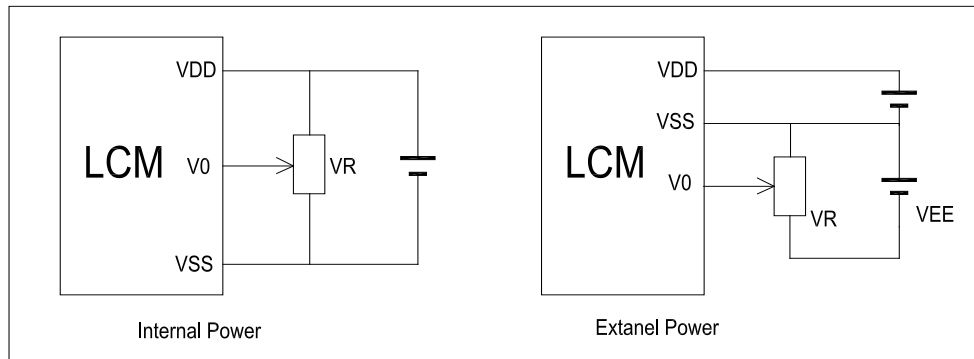 VDD
LCM
V0
VR
VSS
Internal Power
VDD
VSS
LCM
V0
VR
VEE
Extanel Power